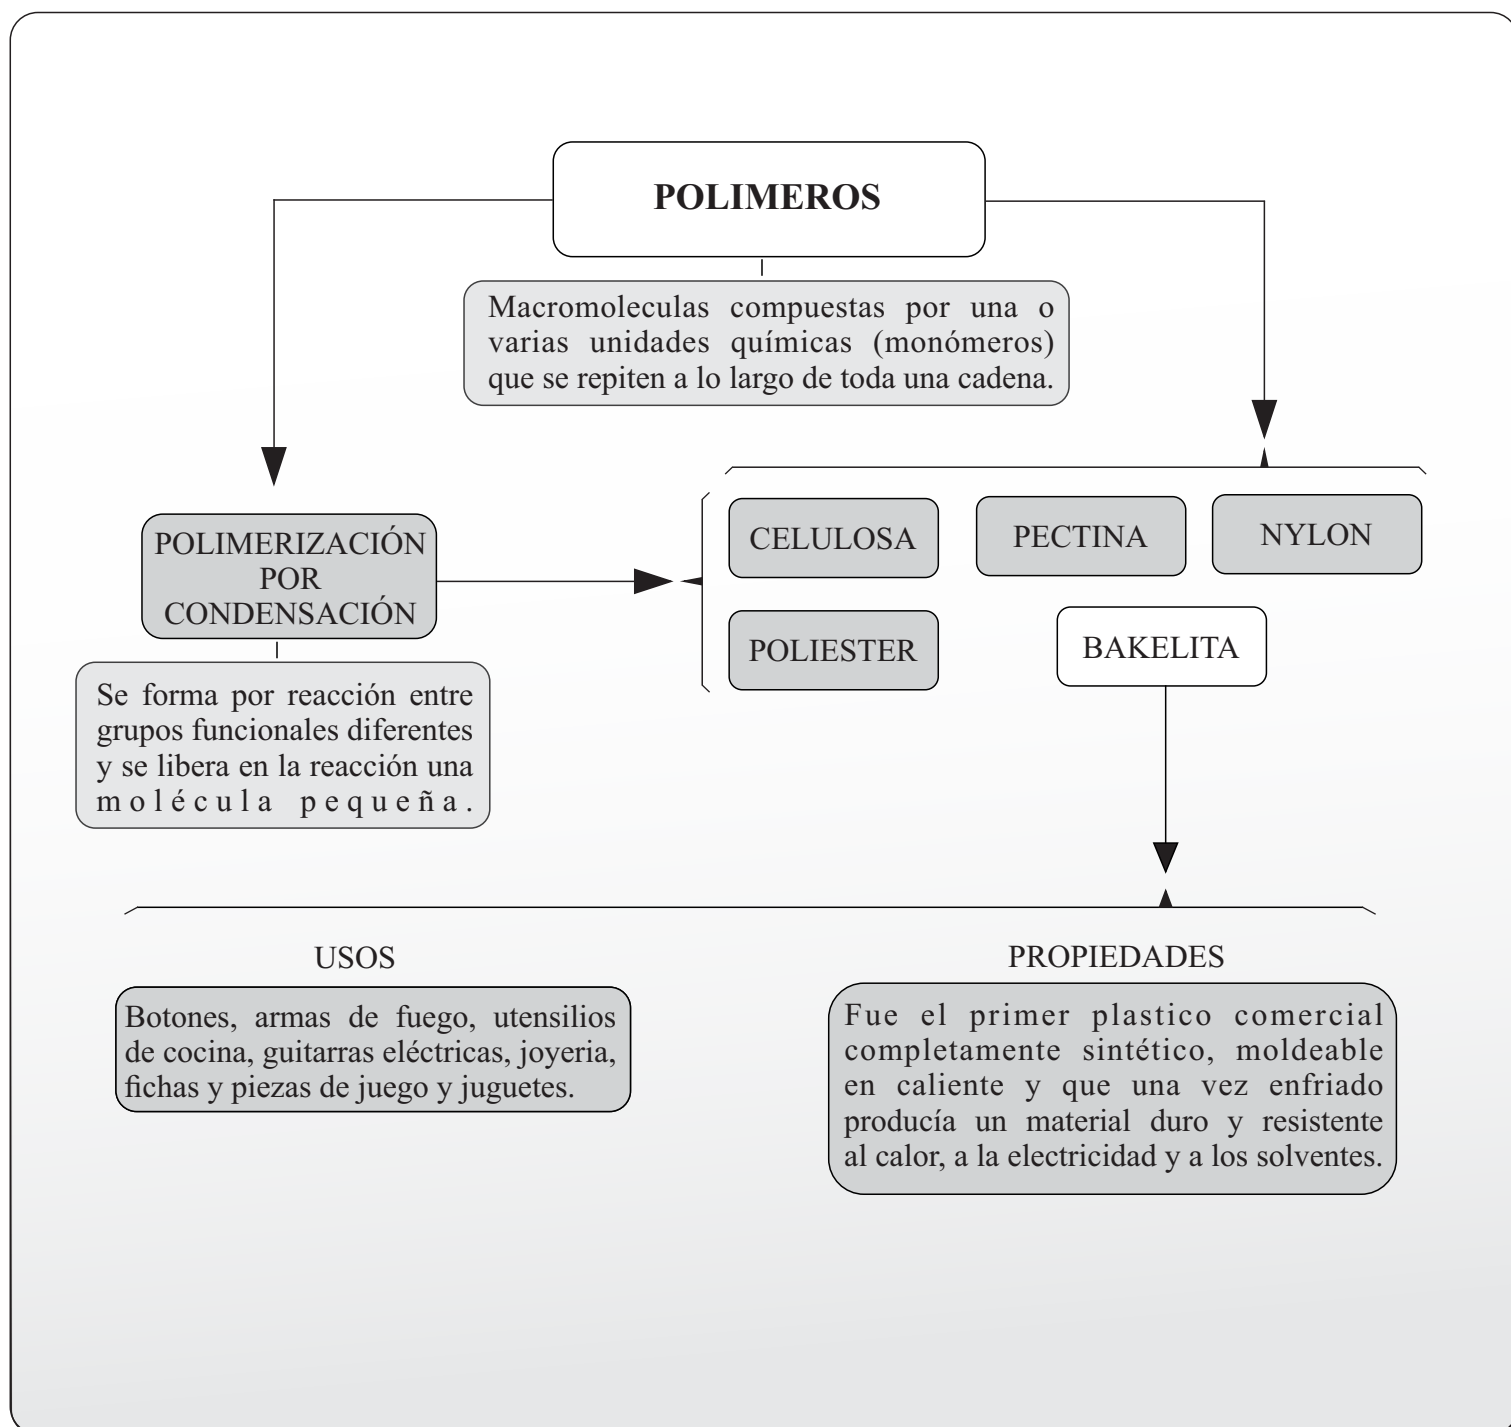 POLIMEROS
Macromoleculas compuestas por una o
varias unidades químicas (monómeros)
que se repiten a lo largo de toda una cadena.
POLIMERIZACIÓN
POR
CONDENSACIÓN
Se forma por reacción entre
grupos funcionales diferentes
y se libera en la reacción una
molécula pequeña.
CELULOSA
PECTINA
NYLON
POLIESTER
BAKELITA
USOS
Botones, armas de fuego, utensilios
de cocina, guitarras eléctricas, joyeria,
fichas y piezas de juego y juguetes.
PROPIEDADES
Fue el primer plastico comercial
completamente sintético, moldeable
en caliente y que una vez enfriado
producía un material duro y resistente
al calor, a la electricidad y a los solventes.